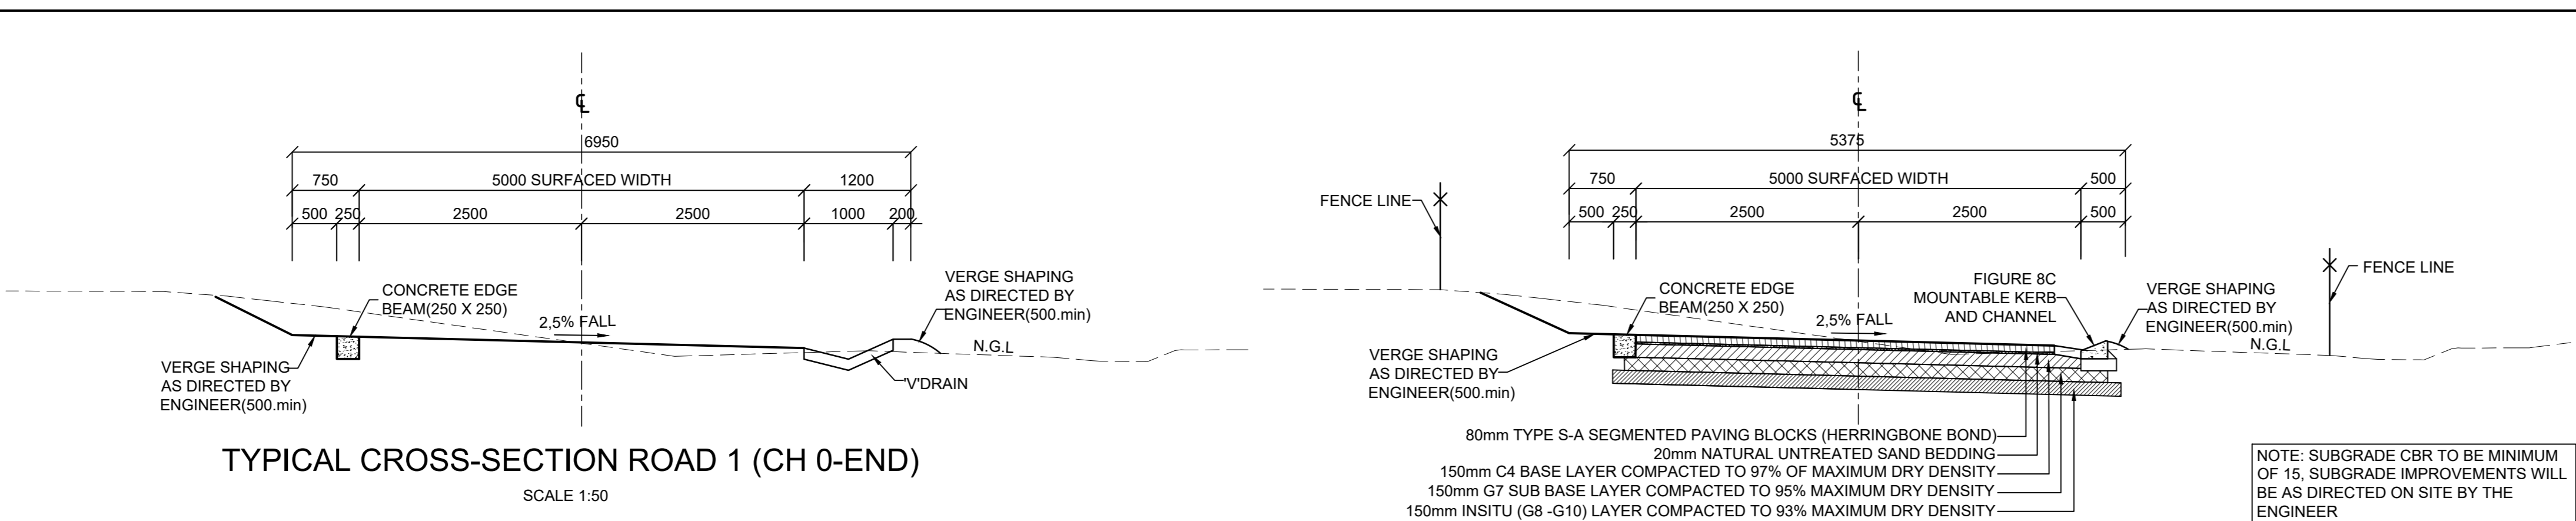 ℄
6950
750
5000 SURFACED WIDTH
1200
500
250
2500
2500
1000
200
CONCRETE EDGE
BEAM(250 X 250)
2,5% FALL
VERGE SHAPING
AS DIRECTED BY
ENGINEER(500.min)
N.G.L
VERGE SHAPING
AS DIRECTED BY
ENGINEER(500.min)
'V'DRAIN
TYPICAL CROSS-SECTION ROAD 1 (CH 0-END)
SCALE 1:50
℄
5375
750
5000 SURFACED WIDTH
500
500
250
2500
2500
500
FENCE LINE
FENCE LINE
CONCRETE EDGE
BEAM(250 X 250)
2,5% FALL
FIGURE 8C
MOUNTABLE KERB
AND CHANNEL
VERGE SHAPING
AS DIRECTED BY
ENGINEER(500.min)
N.G.L
VERGE SHAPING
AS DIRECTED BY
ENGINEER(500.min)
80mm TYPE S-A SEGMENTED PAVING BLOCKS (HERRINGBONE BOND)
20mm NATURAL UNTREATED SAND BEDDING
150mm C4 BASE LAYER COMPACTED TO 97% OF MAXIMUM DRY DENSITY
150mm G7 SUB BASE LAYER COMPACTED TO 95% MAXIMUM DRY DENSITY
150mm INSITU (G8 -G10) LAYER COMPACTED TO 93% MAXIMUM DRY DENSITY
NOTE: SUBGRADE CBR TO BE MINIMUM
OF 15, SUBGRADE IMPROVEMENTS WILL
BE AS DIRECTED ON SITE BY THE
ENGINEER